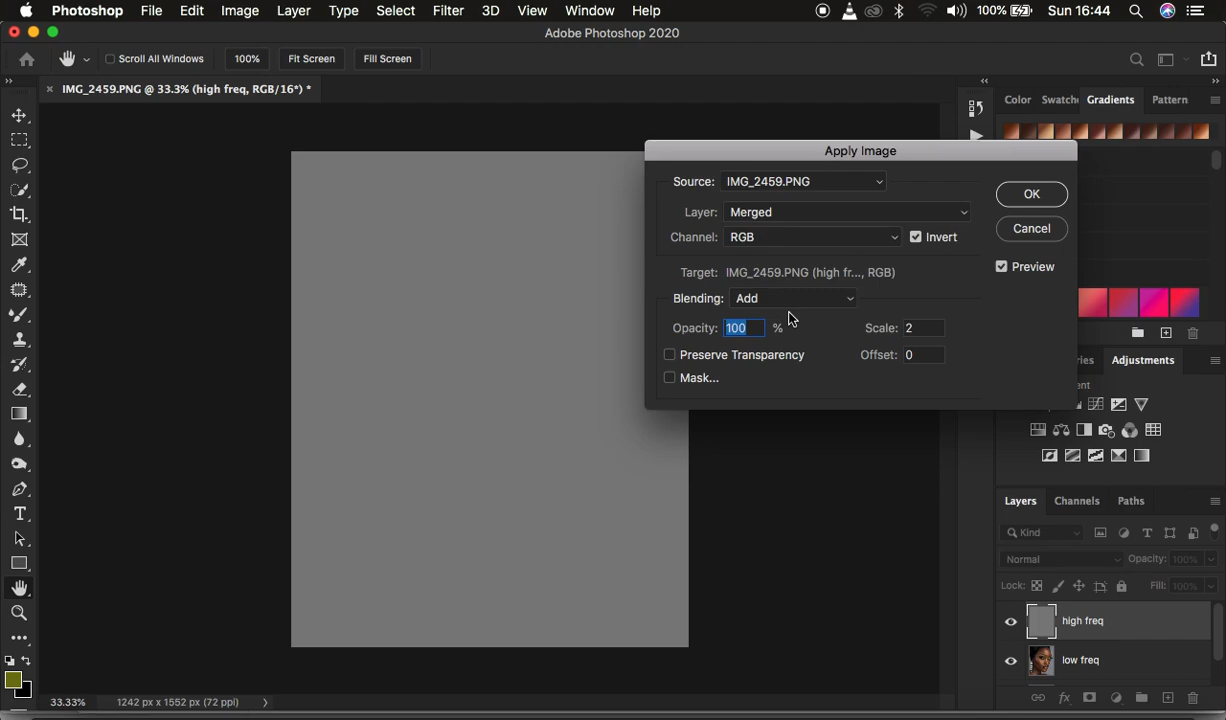 Photoshop File Edit Image Layer Type Select Filter 3D View Window Help 100% Sun 16:44
Adobe Photoshop 2020
Scroll All Windows 100% Fit Screen Fill Screen
IMG_2459.PNG @ 33.3% (high freq, RGB/16*) *
Color Swatche Gradients Pattern
Apply Image
Source: IMG_2459.PNG
OK
Layer: Merged
Channel: RGB Invert
Cancel
Preview
Target: IMG_2459.PNG (high fr..., RGB)
Blending: Add
Opacity: 100 % Scale: 2
Preserve Transparency Offset: 0
Mask...
ries Adjustments
ent
Layers Channels Paths
Kind
Normal Opacity: 100%
Lock: Fill: 100%
high freq
low freq
33.33% 1242 px x 1552 px (72 ppi)